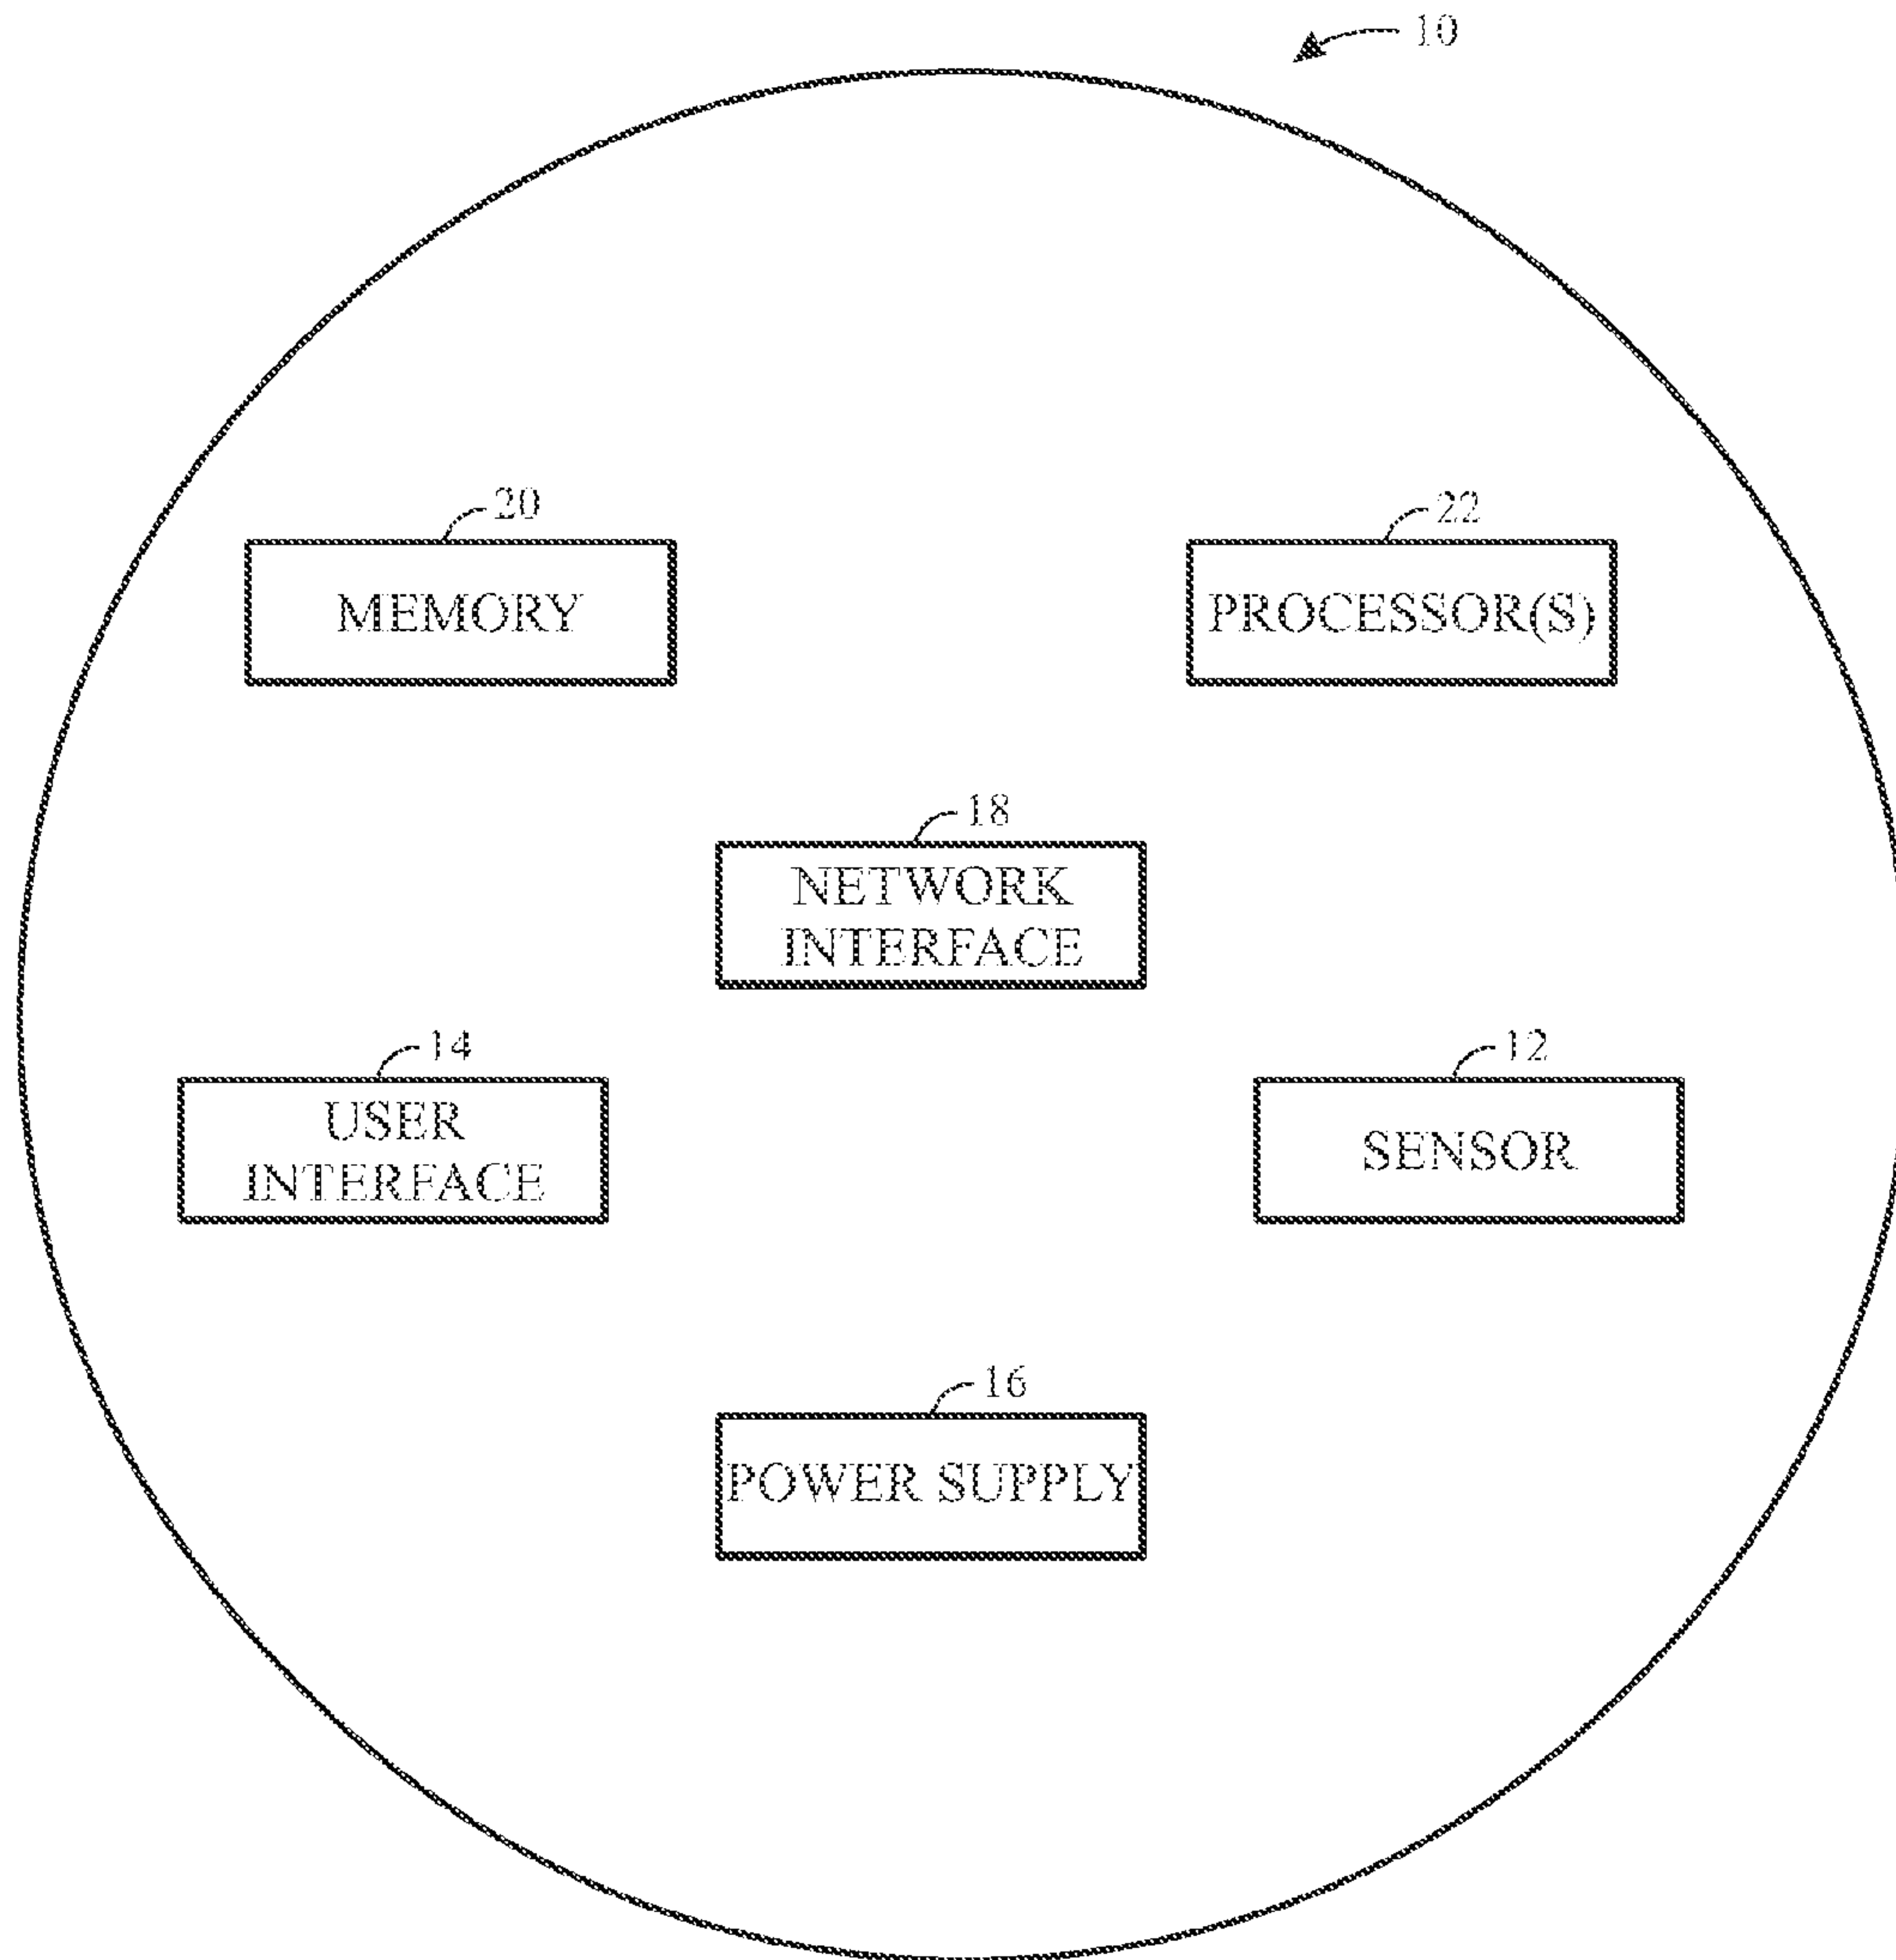 10
20
22
MEMORY
PROCESSOR(S)
18
NETWORK
INTERFACE
14
12
USER
INTERFACE
SENSOR
16
POWER SUPPLY